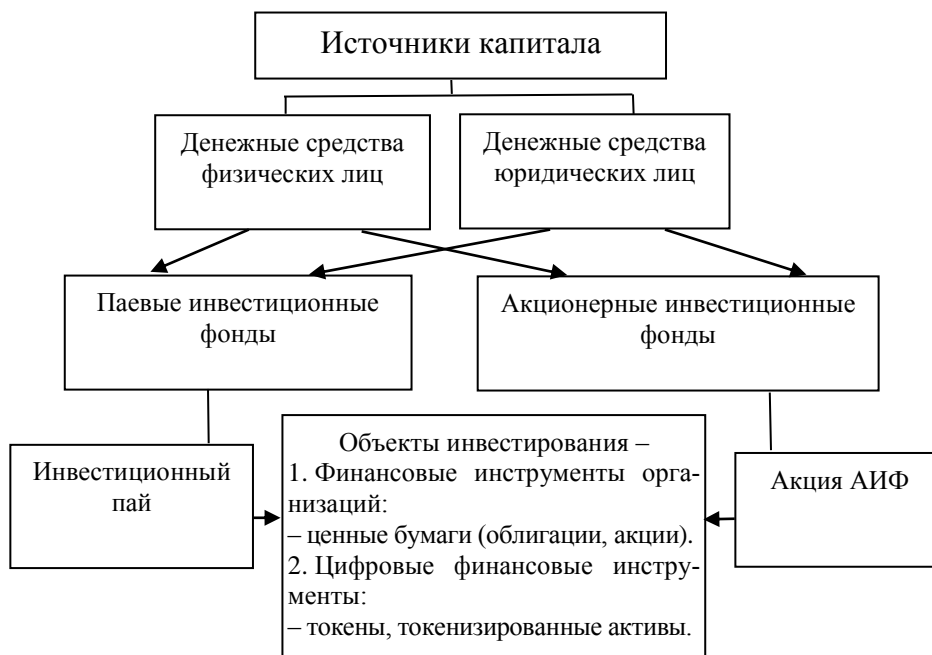 Источники капитала
Денежные средства
физических лиц
Денежные средства
юридических лиц
Паевые инвестиционные
фонды
Акционерные инвестиционные
фонды
Инвестиционный
пай
Объекты инвестирования –
1. Финансовые инструменты орга-
низаций:
– ценные бумаги (облигации, акции).
2. Цифровые финансовые инстру-
менты:
– токены, токенизированные активы.
Акция АИФ